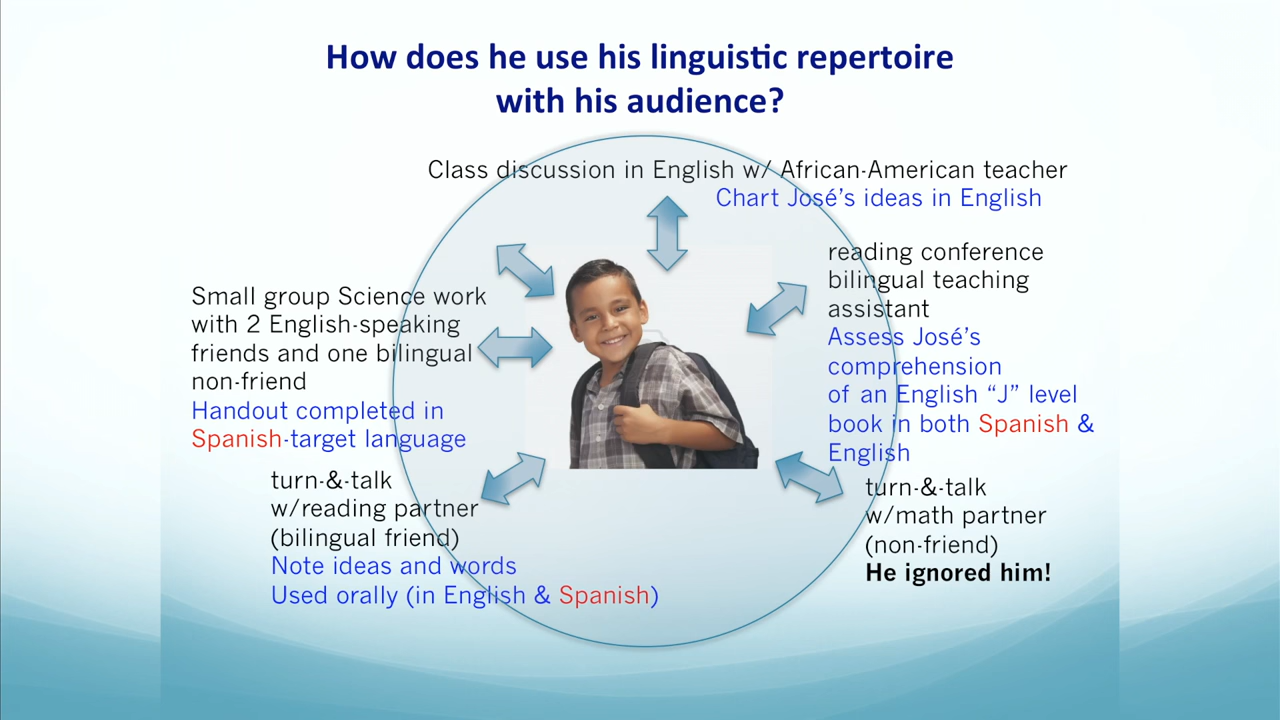 How does he use his linguistic repertoire
with his audience?
Class discussion in English w/ African-American teacher
Chart José's ideas in English
reading conference
bilingual teaching
assistant
Assess José's
comprehension
of an English “J” level
book in both Spanish &
English
Small group Science work
with 2 English-speaking
friends and one bilingual
non-friend
Handout completed in
Spanish-target language
turn-&-talk
w/reading partner
(bilingual friend)
Note ideas and words
Used orally (in English & Spanish)
turn-&-talk
w/math partner
(non-friend)
He ignored him!